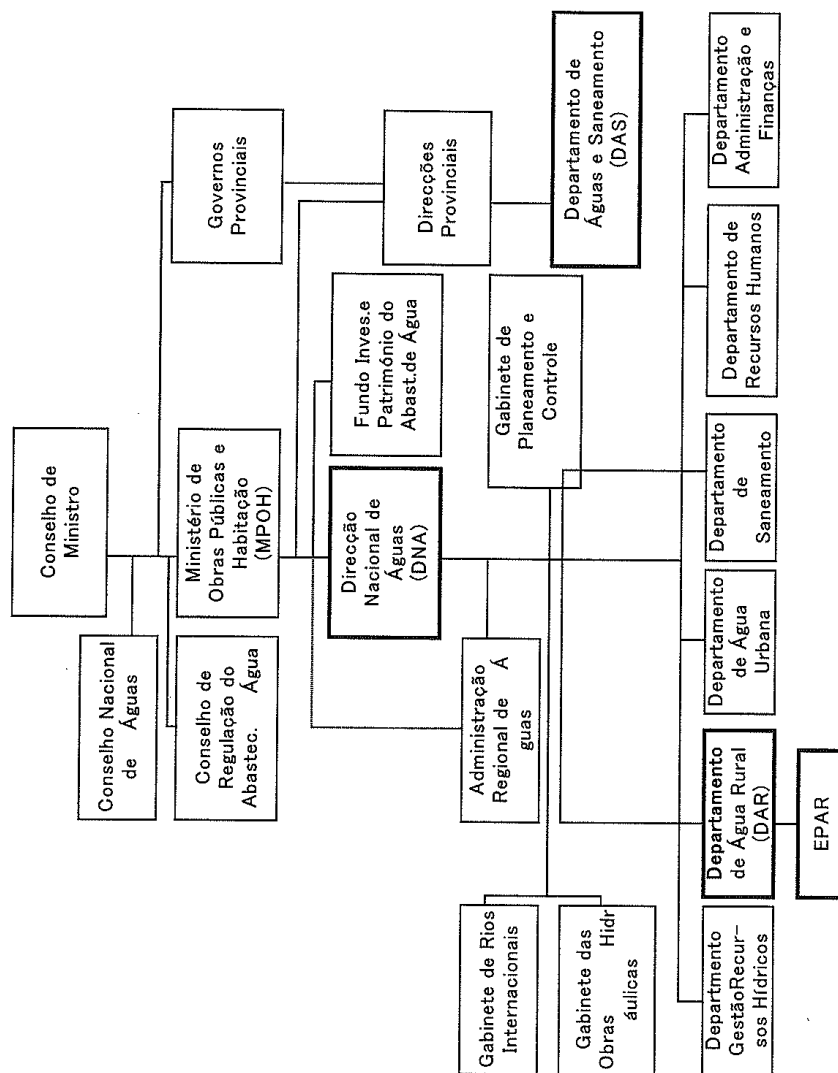 Conselho de
Ministro
Conselho Nacional
de Águas
Conselho de
Regulação do
Abastec. Água
Ministério de
Obras Públicas e
Habitação
(MPOH)
Governos
Provinciais
Direcção
Nacional de
Águas
(DNA)
Fundo Inves.e
Património do
Abast.de Água
Direcções
Provinciais
Administração
Regional de Á
guas
Gabinete de
Planeamento e
Controle
Departamento de
Águas e Saneamento
(DAS)
Gabinete de Rios
Internacionais
Gabinete das
Obras Hidr
áulicas
Departmento
GestãoRecur-
sos Hídricos
Departamento
de Água Rural
(DAR)
Departamento
de Água
Urbana
Departamento
de
Saneamento
Departamento de
Recursos Humanos
Departamento
Administração e
Finanças
EPAR